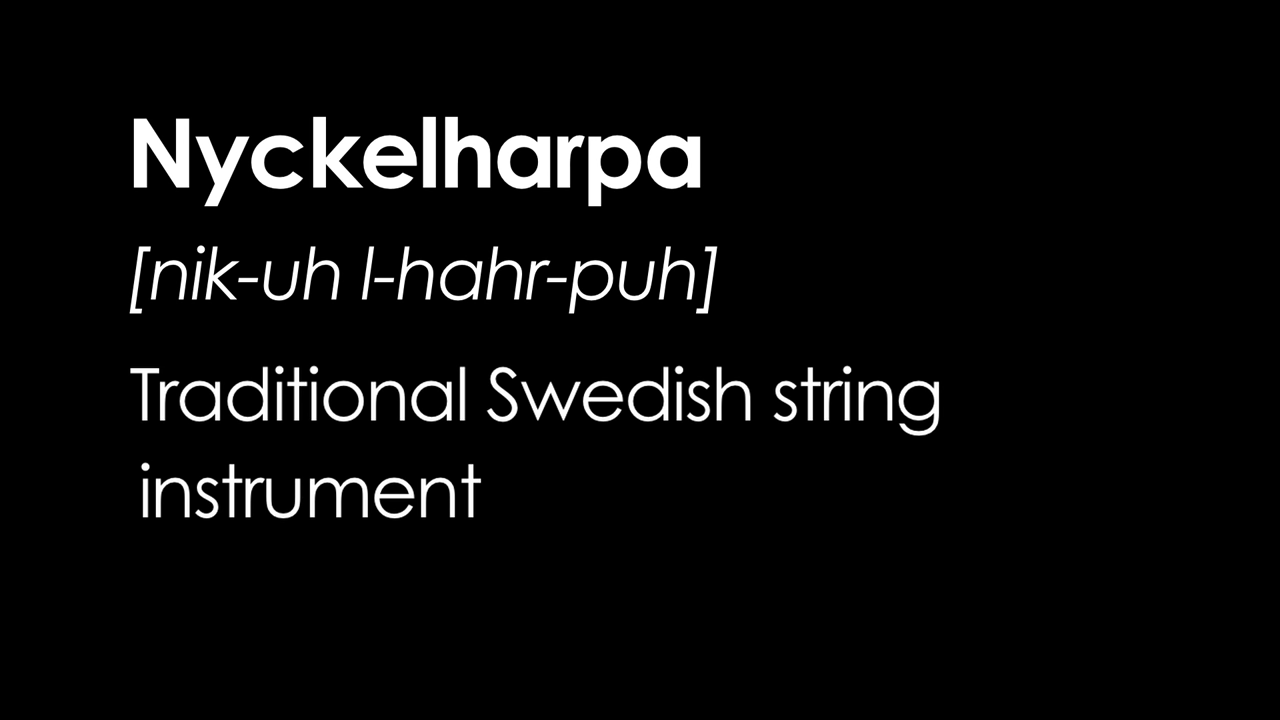 Nyckelharpa
[nik-uh l-hahr-puh]
Traditional Swedish string
instrument